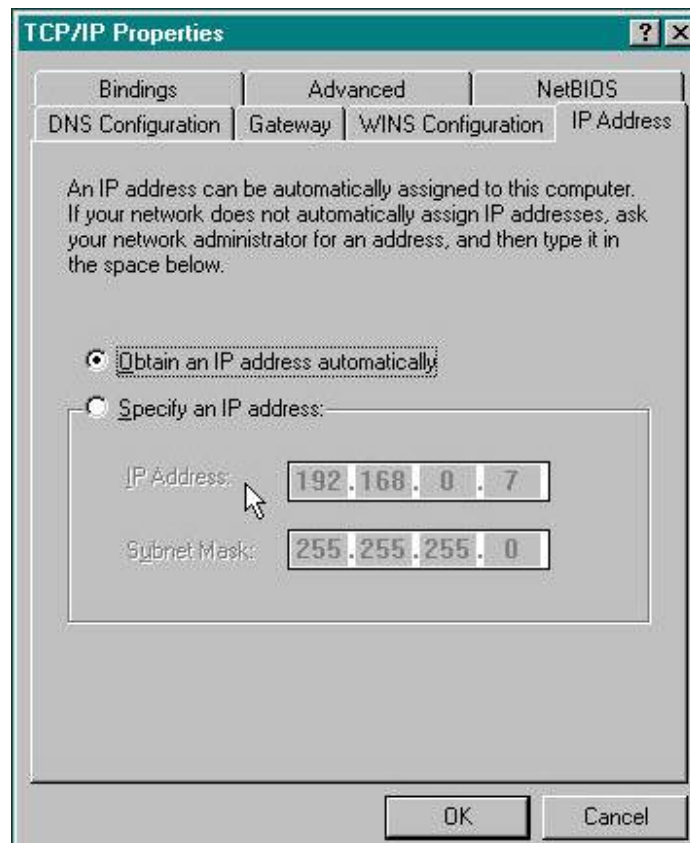 TCP/IP Properties
Bindings Advanced NetBIOS
DNS Configuration Gateway WINS Configuration IP Address
An IP address can be automatically assigned to this computer.
If your network does not automatically assign IP addresses, ask
your network administrator for an address, and then type it in
the space below.
Obtain an IP address automatically
Specify an IP address:
IP Address: 192.168.0.7
Subnet Mask: 255.255.255.0
OK Cancel